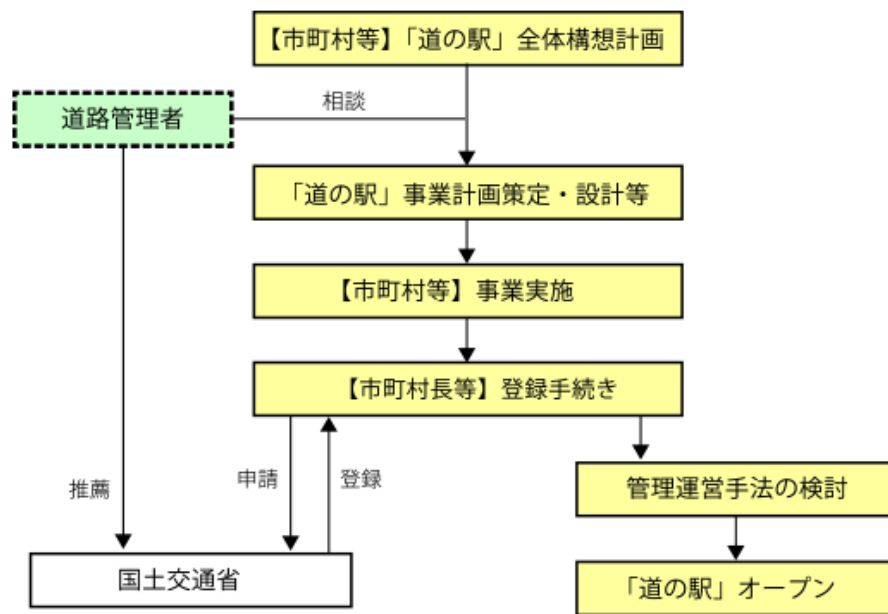 【市町村等】「道の駅」全体構想計画
相談
道路管理者
「道の駅」事業計画策定・設計等
【市町村等】事業実施
【市町村長等】登録手続き
推薦
申請
登録
管理運営手法の検討
国土交通省
「道の駅」オープン